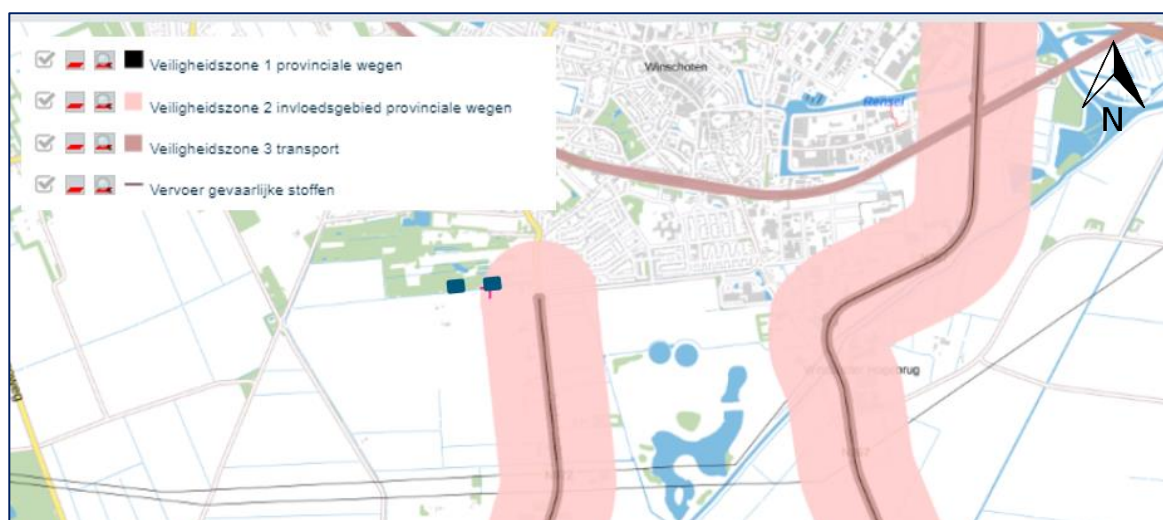 Veiligheidszone 1 provinciale wegen
Winschoten
Veiligheidszone 2 invloedsgebied provinciale wegen
Rensel
N
Veiligheidszone 3 transport
Vervoer gevaarlijke stoffen